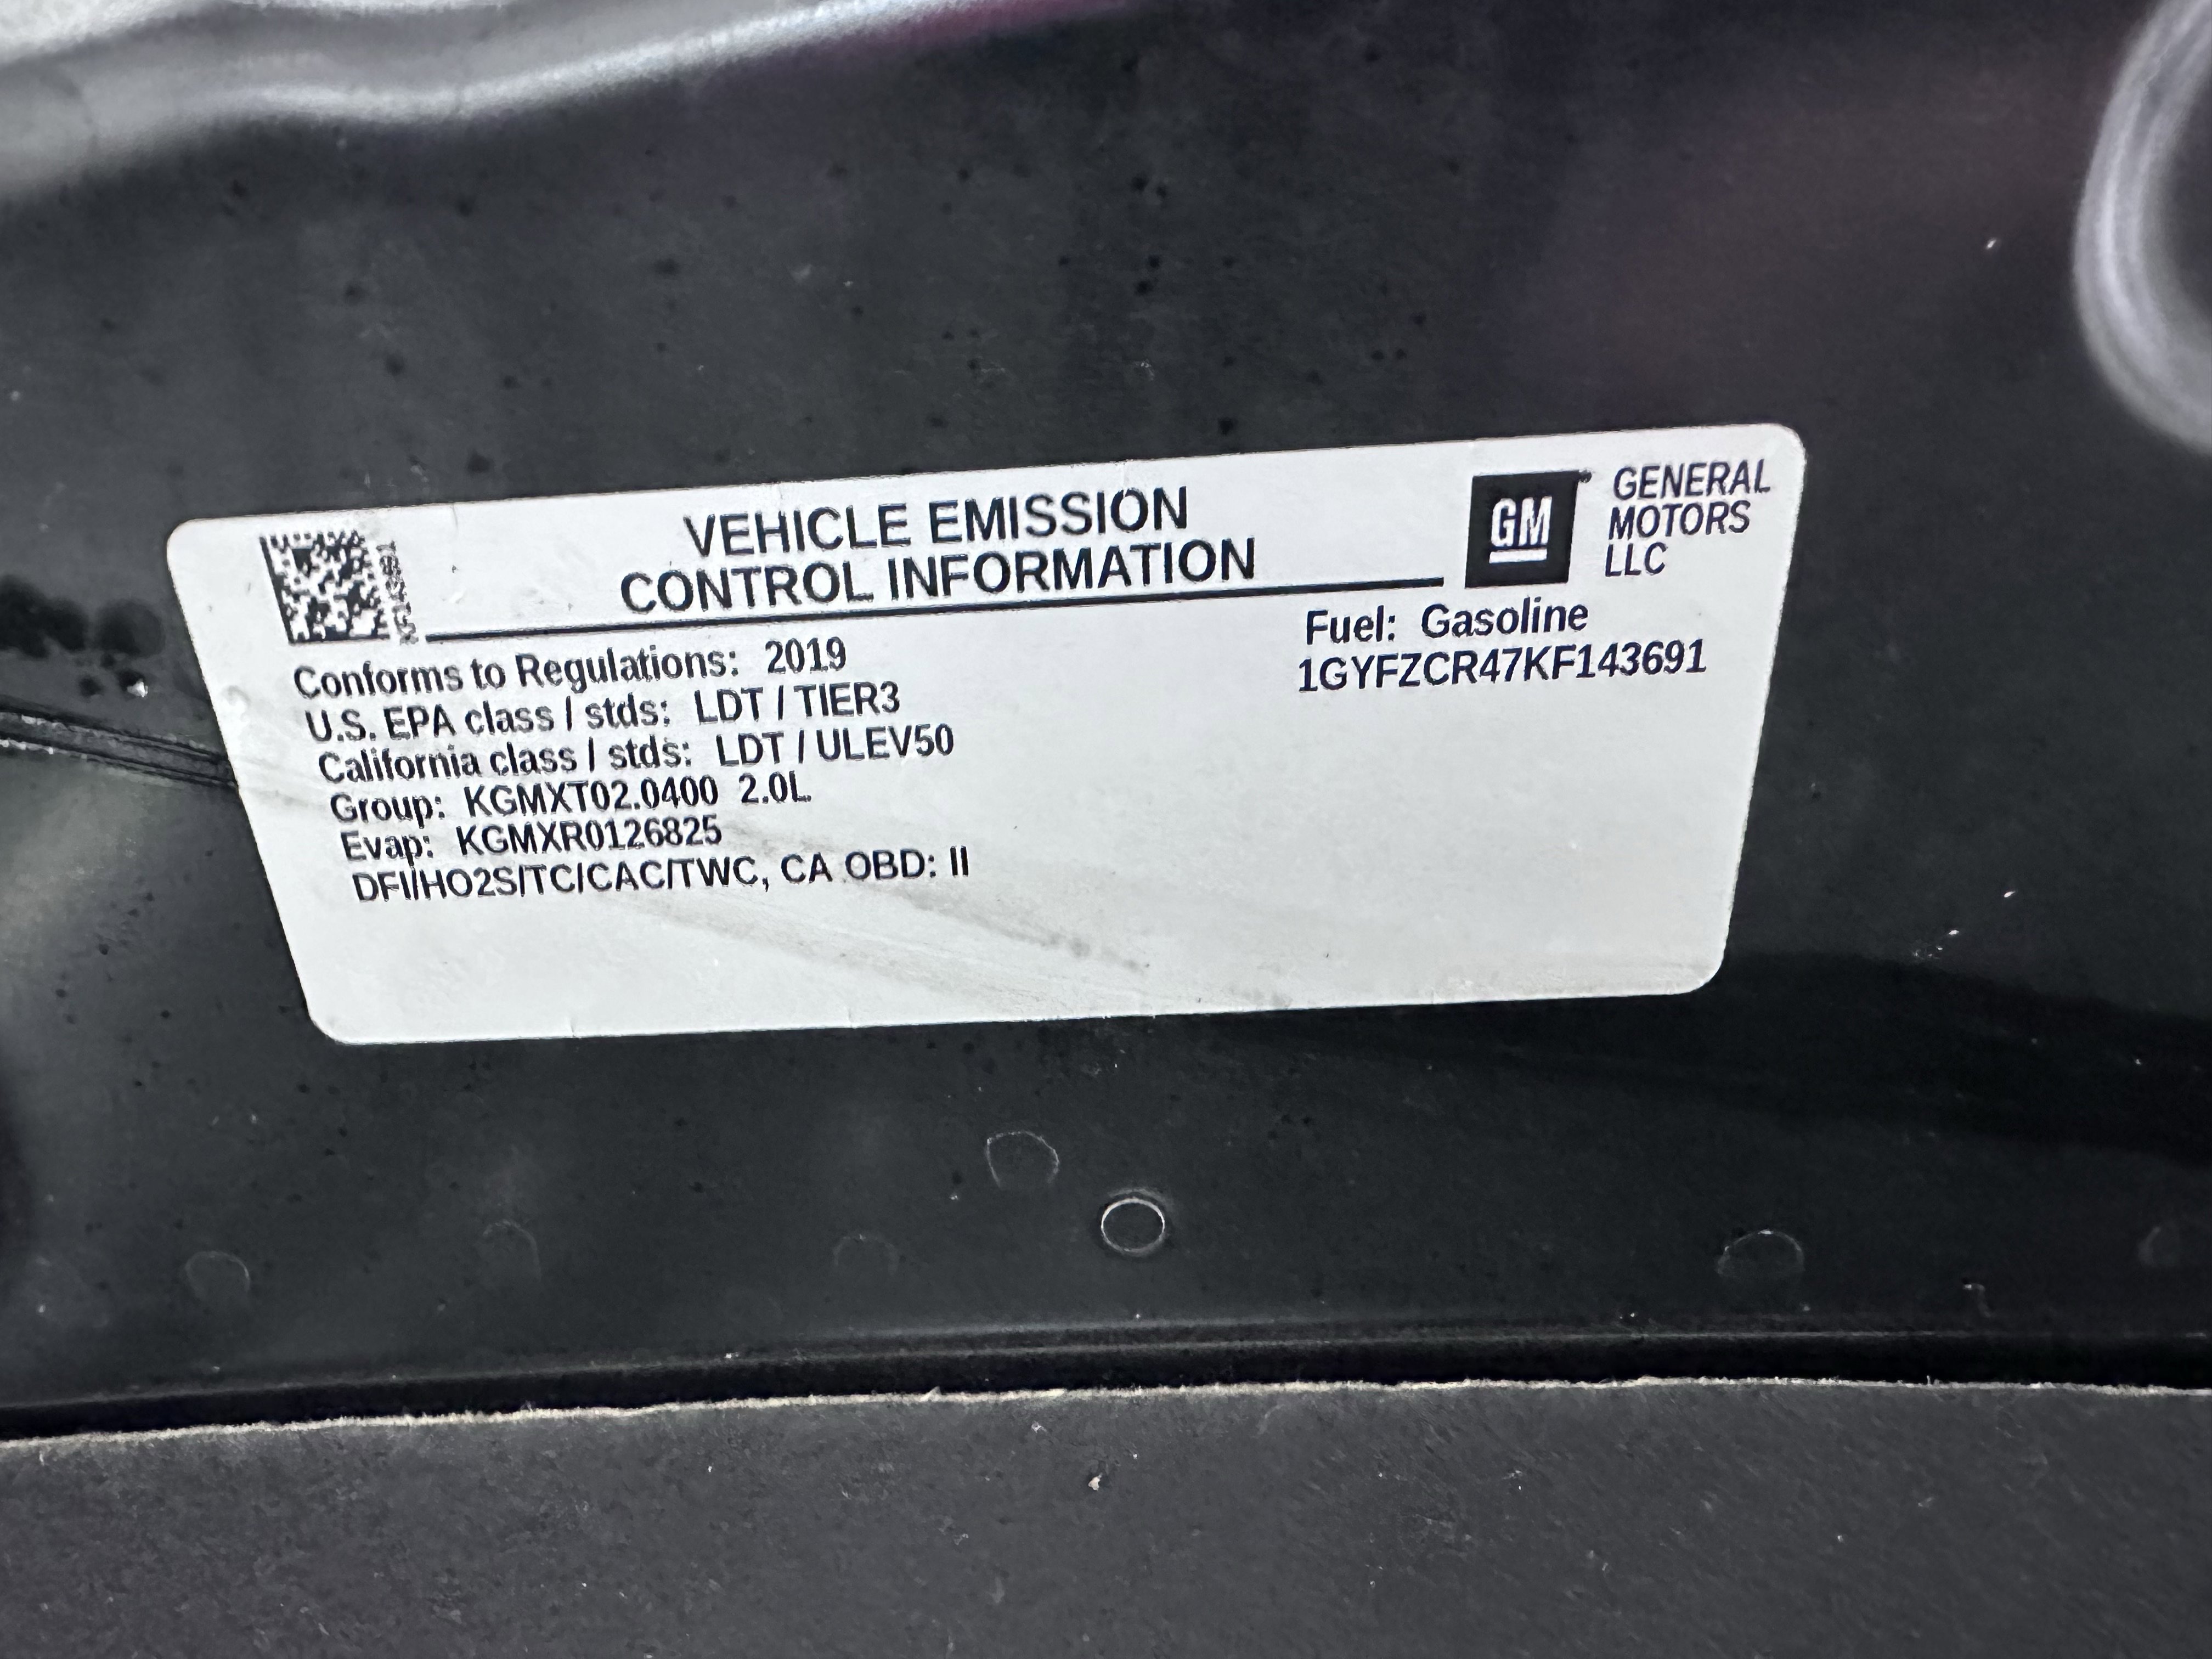 VEHICLE EMISSION
CONTROL INFORMATION
GM
GENERAL
MOTORS
LLC
Conforms to Regulations: 2019
U.S. EPA class / stds: LDT / TIER3
California class / stds: LDT / ULEV50
Group: KGMXT02.0400 2.0L
Evap: KGMXR0126825
DFI/HO2S/TC/CAC/TWC, CA OBD: II
Fuel: Gasoline
1GYFZCR47KF143691